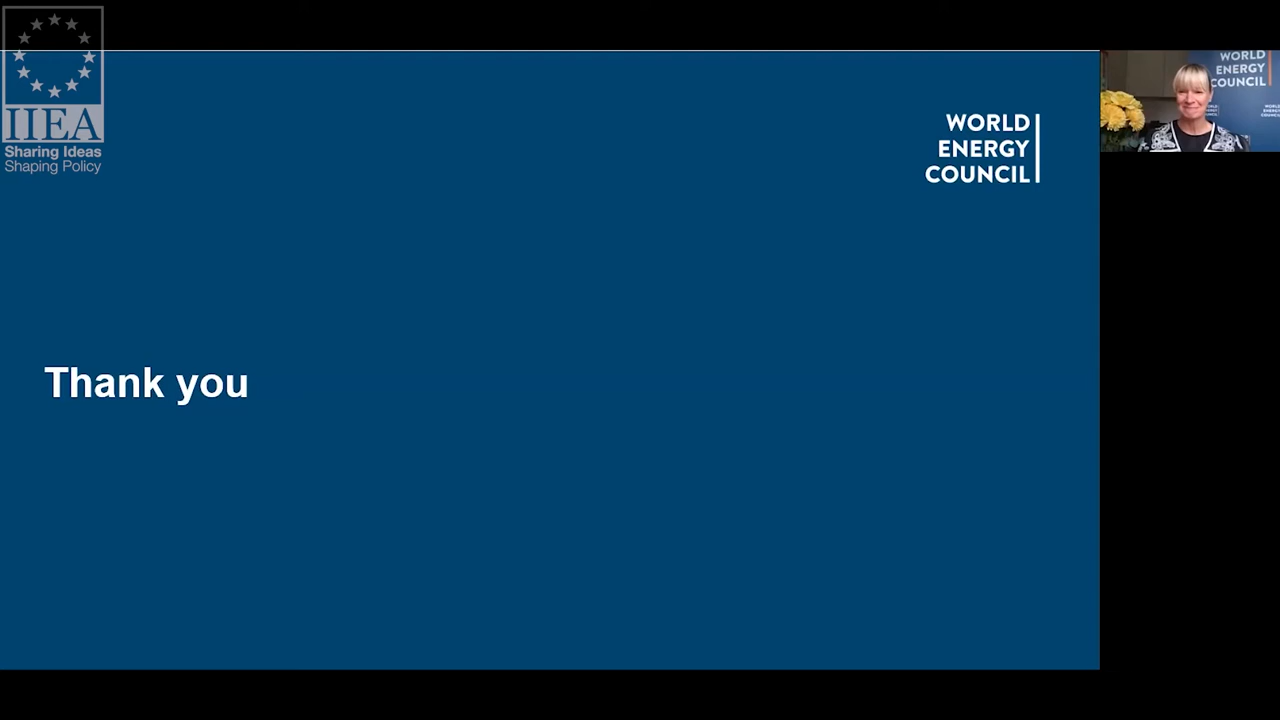 IIEA
Sharing Ideas
Shaping Policy
WORLD
ENERGY
COUNCIL
Thank you
WORLD
ENERGY
COUNCIL